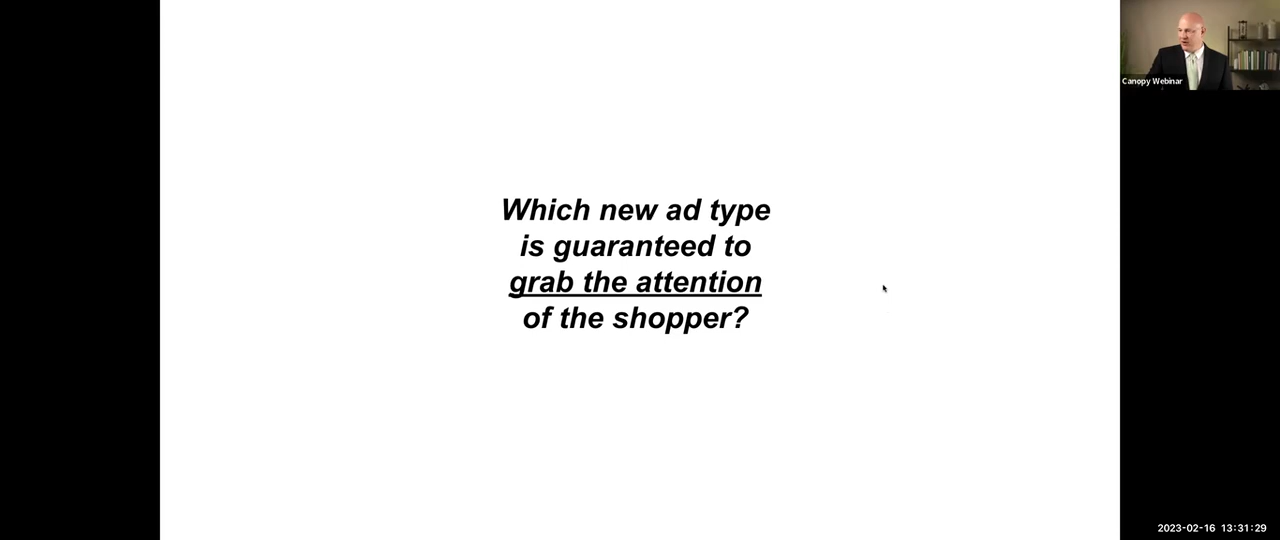 Which new ad type
is guaranteed to
grab the attention
of the shopper?
Canopy Webinar
2023-02-16 13:31:29